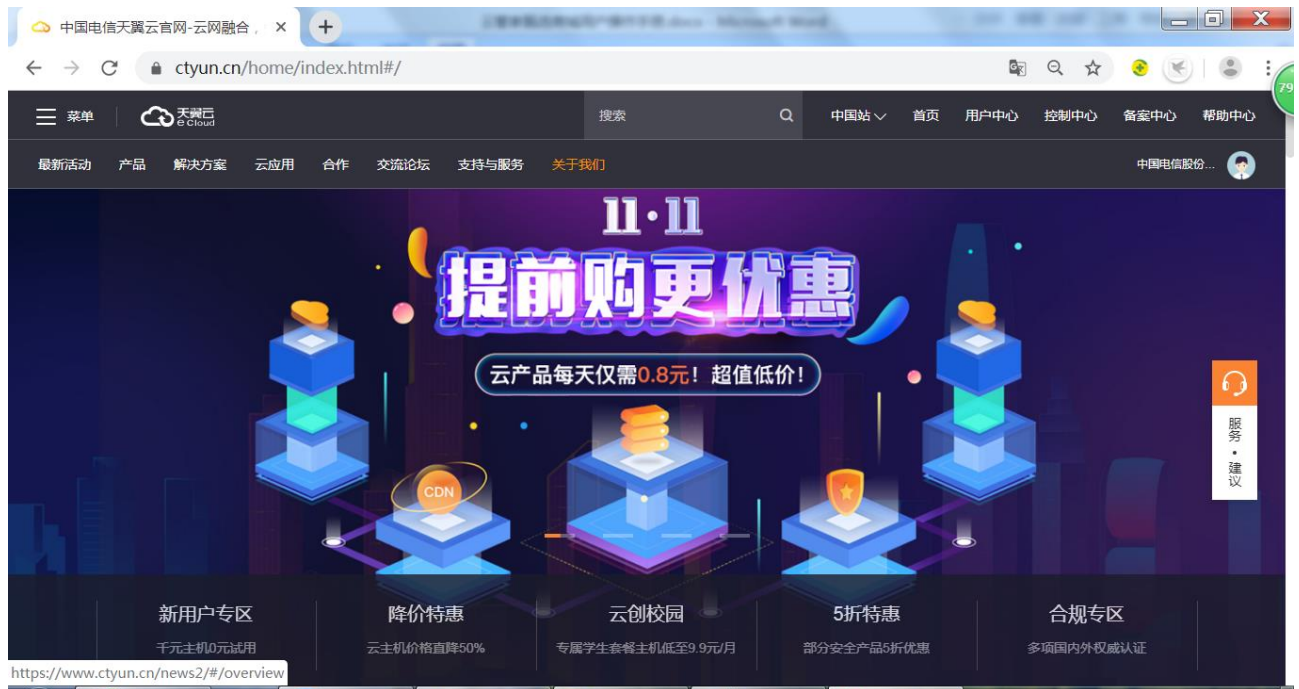 中国电信天翼云官网-云网融合，
ctyun.cn/home/index.html#/
79
菜单
天翼云
e Cloud
搜索
中国站
首页
用户中心
控制中心
备案中心
帮助中心
最新活动
产品
解决方案
云应用
合作
交流论坛
支持与服务
关于我们
中国电信股份...
11·11
提前购更优惠
云产品每天仅需0.8元！超值低价！
CDN
服务·建议
新用户专区
降价特惠
云创校园
5折特惠
合规专区
千元主机0元试用
云主机价格直降50%
专属学生套餐主机低至9.9元/月
部分安全产品5折优惠
多项国内外权威认证
https://www.ctyun.cn/news2/#/overview